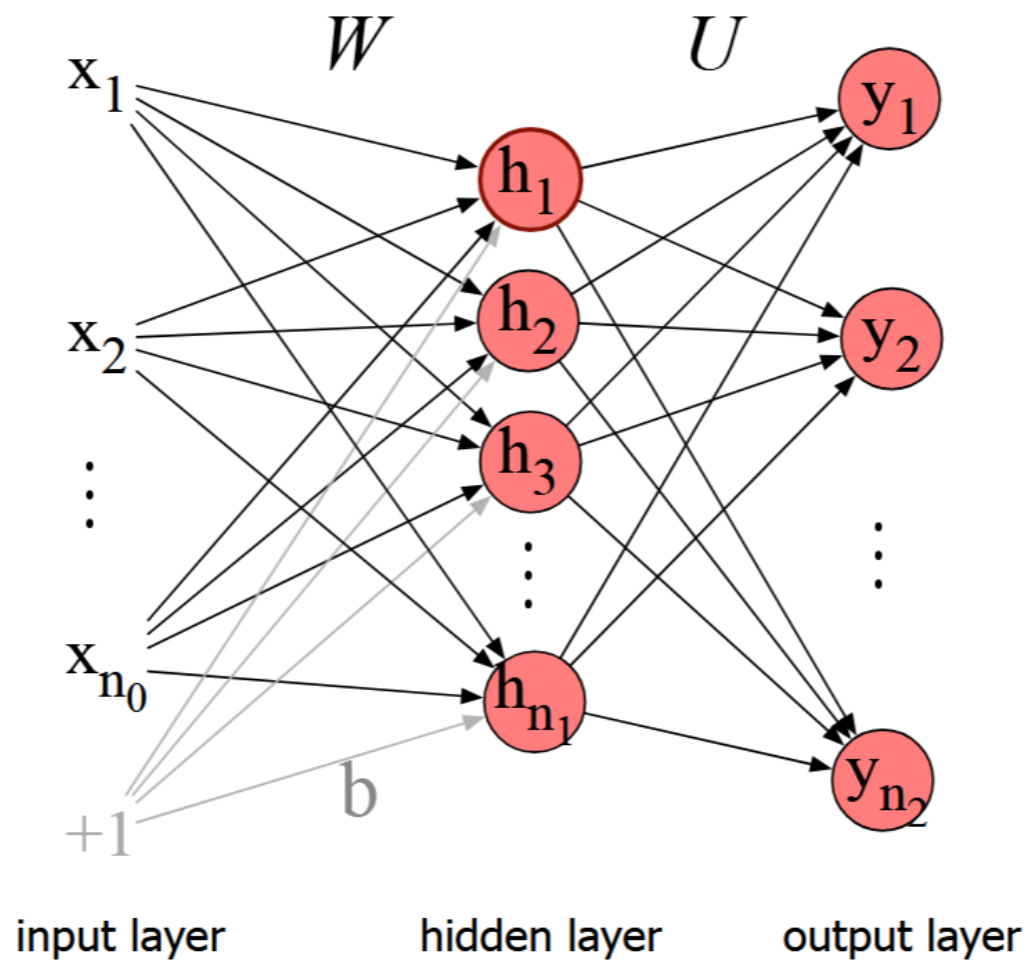 W U
x1 h1 y1
x2 h2 y2
h3
⋮ ⋮ ⋮
xn0 hn1 yn2
+1 b
input layer hidden layer output layer